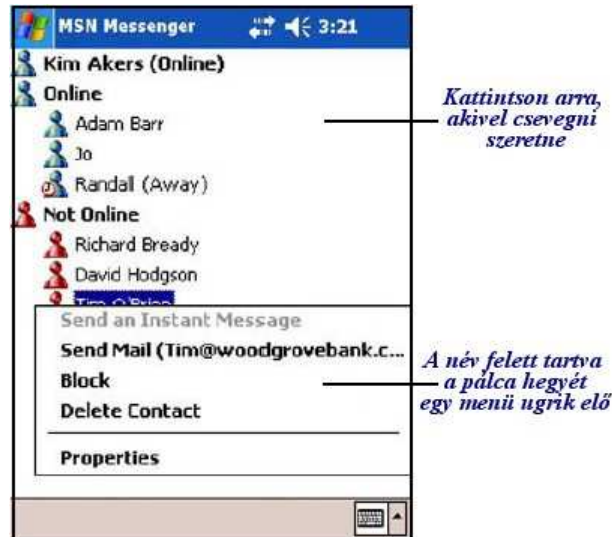 MSN Messenger 3:21
Kim Akers (Online)
Online
Adam Barr
Jo
Randall (Away)
Not Online
Richard Bready
David Hodgson
Tim O'Brien
Send an Instant Message
Send Mail (Tim@woodgrovebank.c...
Block
Delete Contact
Properties
Kattintson arra,
akivel csevegni
szeretne
A név felett tartva
a pálca hegyét
egy menü ugrik elő